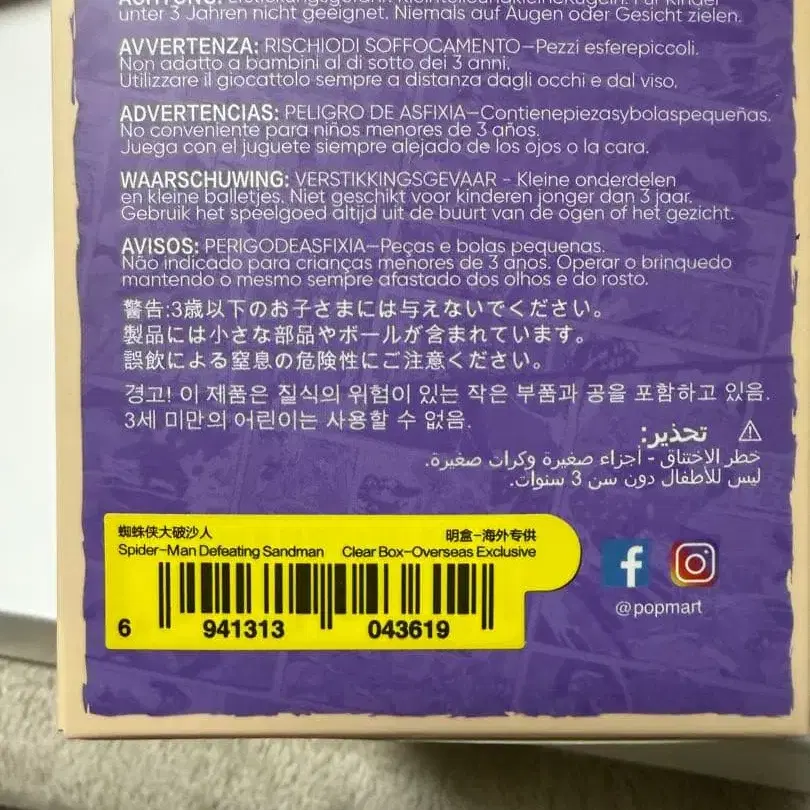 unter 3 Jahren nicht geeignet. Niemals auf Augen oder Gesicht zielen.
AVVERTENZA: RISCHIODI SOFFOCAMENTO–Pezzi esferepiccoli.
Non adatto a bambini al di sotto dei 3 anni.
Utilizzare il giocattolo sempre a distanza dagli occhi e dal viso.
ADVERTENCIAS: PELIGRO DE ASFIXIA–Contienepiezasybolaspequeñas.
No conveniente para niños menores de 3 años.
Juega con el juguete siempre alejado de los ojos o la cara.
WAARSCHUWING: VERSTIKKINGSGEVAAR - Kleine onderdelen
en kleine balletjes. Niet geschikt voor kinderen jonger dan 3 jaar.
Gebruik het speelgoed altijd uit de buurt van de ogen of het gezicht.
AVISOS: PERIGODEASFIXIA–Peças e bolas pequenas.
Não indicado para crianças menores de 3 anos. Operar o brinquedo
mantendo o mesmo sempre afastado dos olhos e do rosto.
警告:3歳以下のお子さまには与えないでください。
製品には小さな部品やボールが含まれています。
誤飲による窒息の危険性にご注意ください。
경고! 이 제품은 질식의 위험이 있는 작은 부품과 공을 포함하고 있음.
3세 미만의 어린이는 사용할 수 없음.
⚠ تحذير:
خطر الاختناق - أجزاء صغيرة وكرات صغيرة.
ليس للأطفال دون سن 3 سنوات.
蜘蛛侠大破沙人 明盒-海外专供
Spider-Man Defeating Sandman Clear Box-Overseas Exclusive
6 941313 043619
@popmart